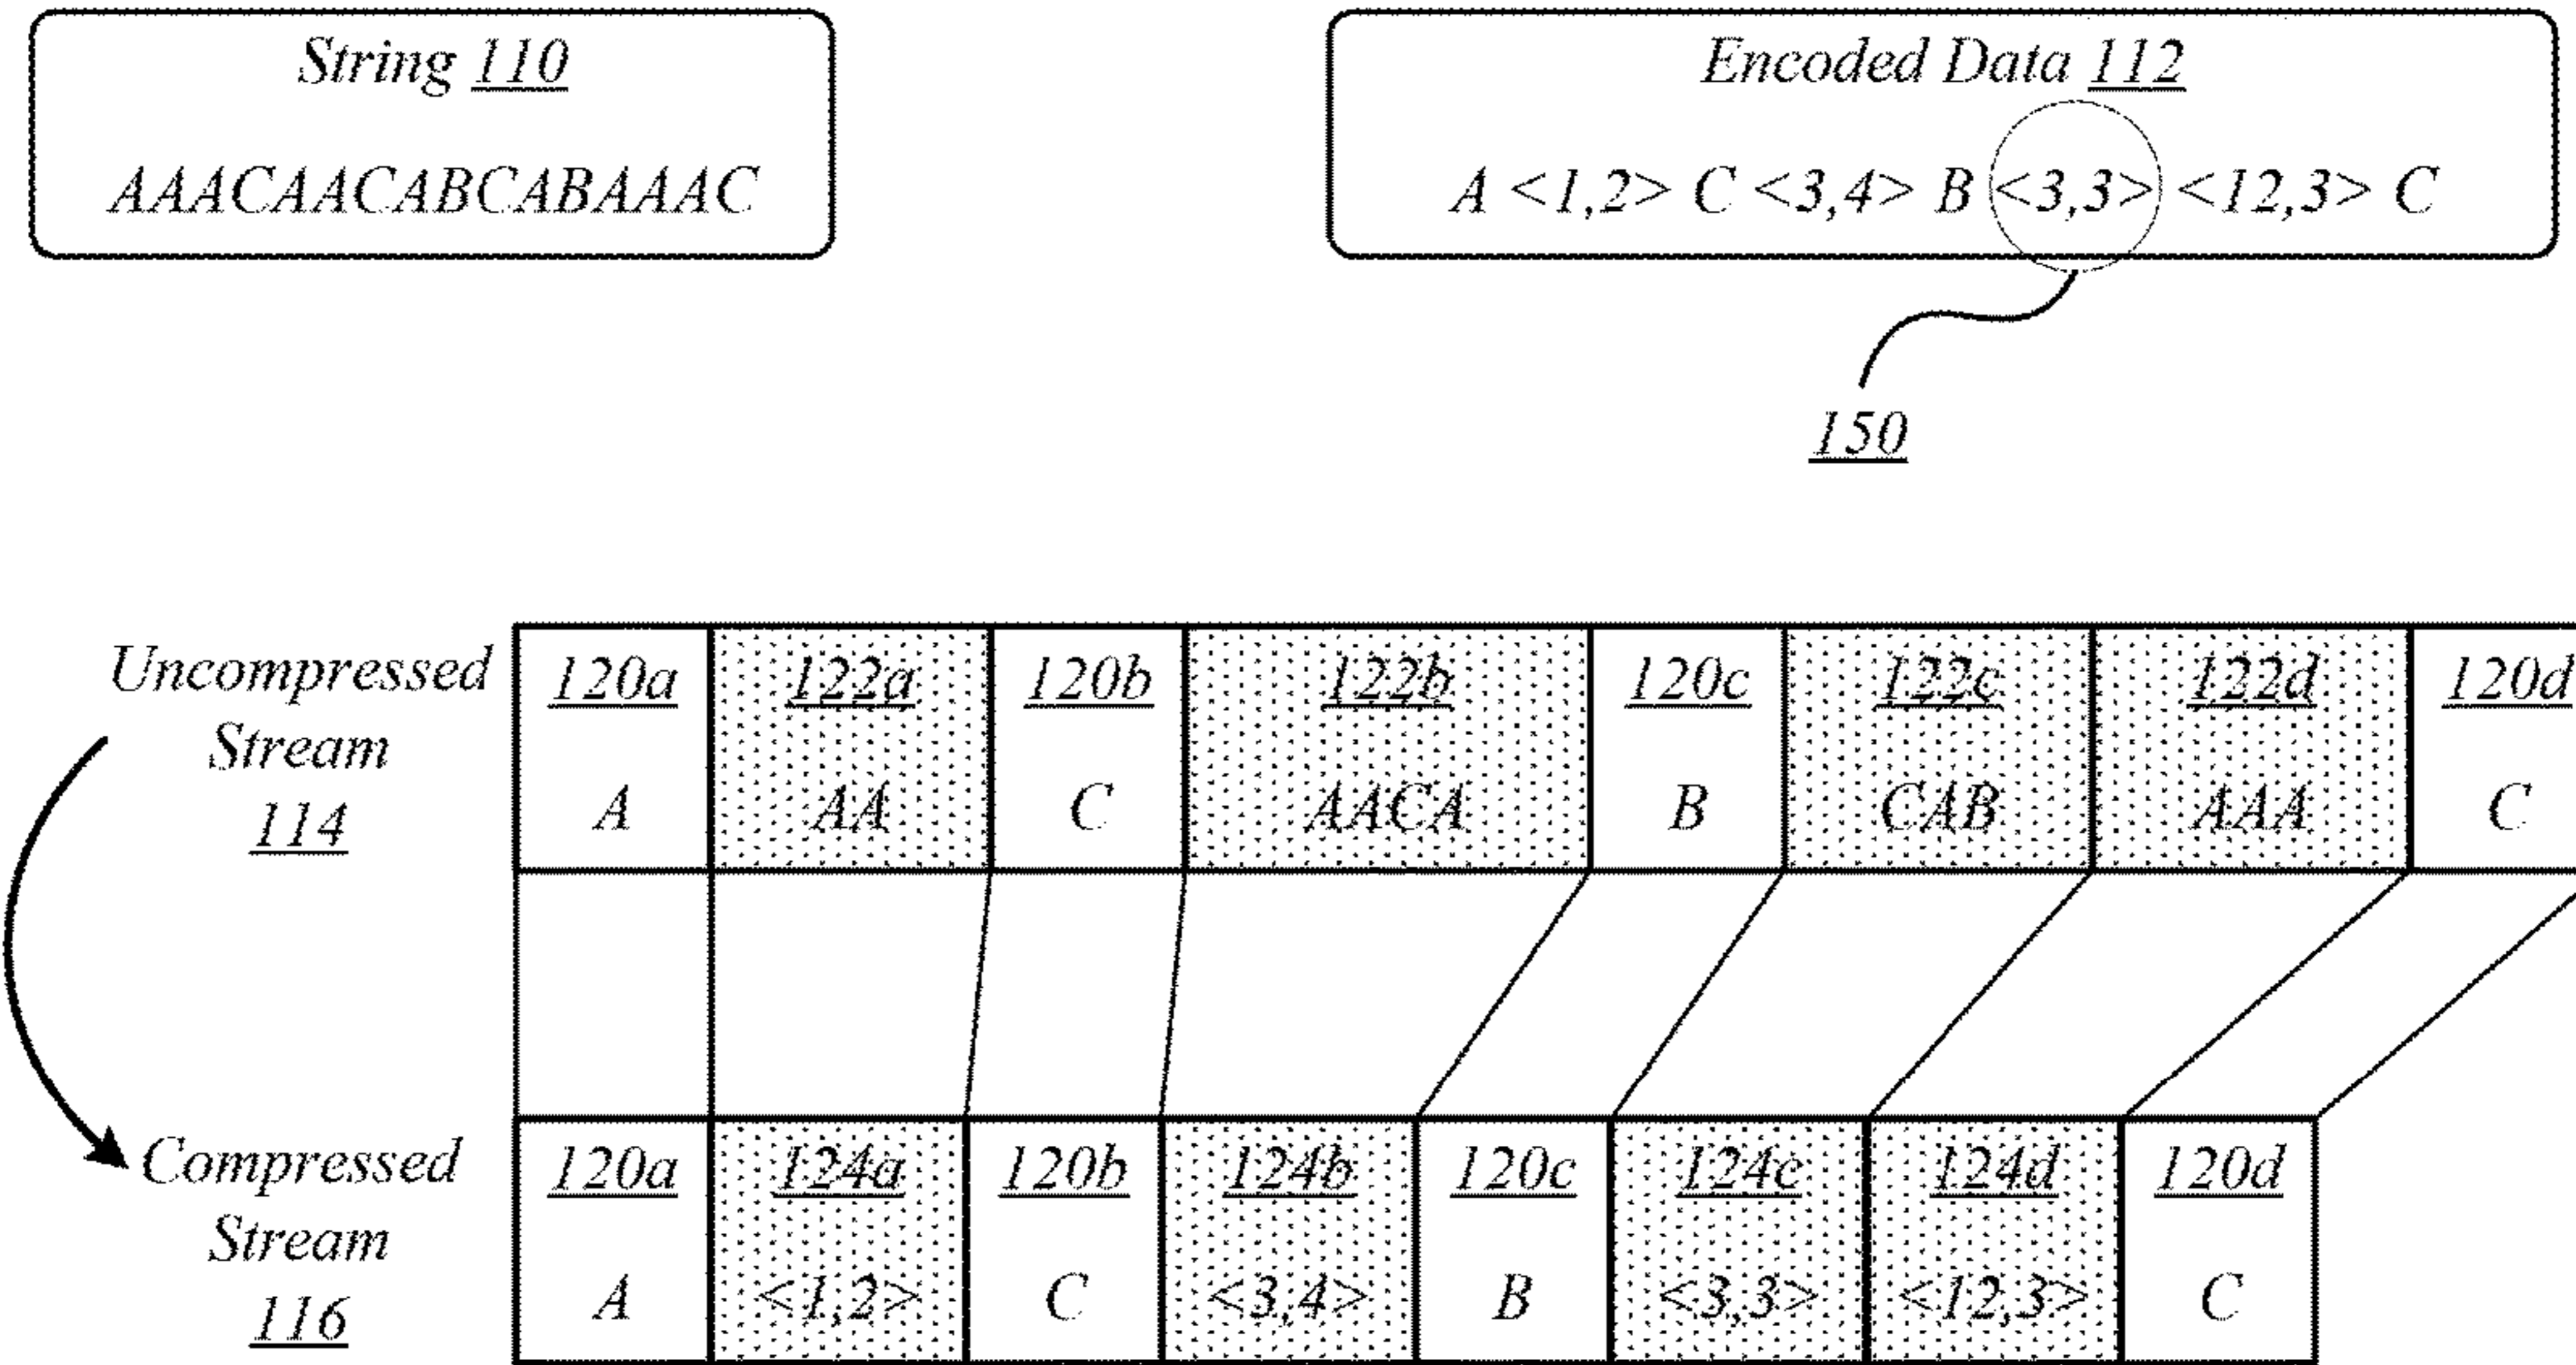 String 110
AAACAACABCABAAAC
Encoded Data 112
A <1,2> C <3,4> B <3,3> <12,3> C
150
Uncompressed
Stream
114
120a 122a 120b 122b 120c 122c 122d 120d
A AA C AACA B CAB AAA C
Compressed
Stream
116
120a 124a 120b 124b 120c 124c 124d 120d
A <1,2> C <3,4> B <3,3> <12,3> C